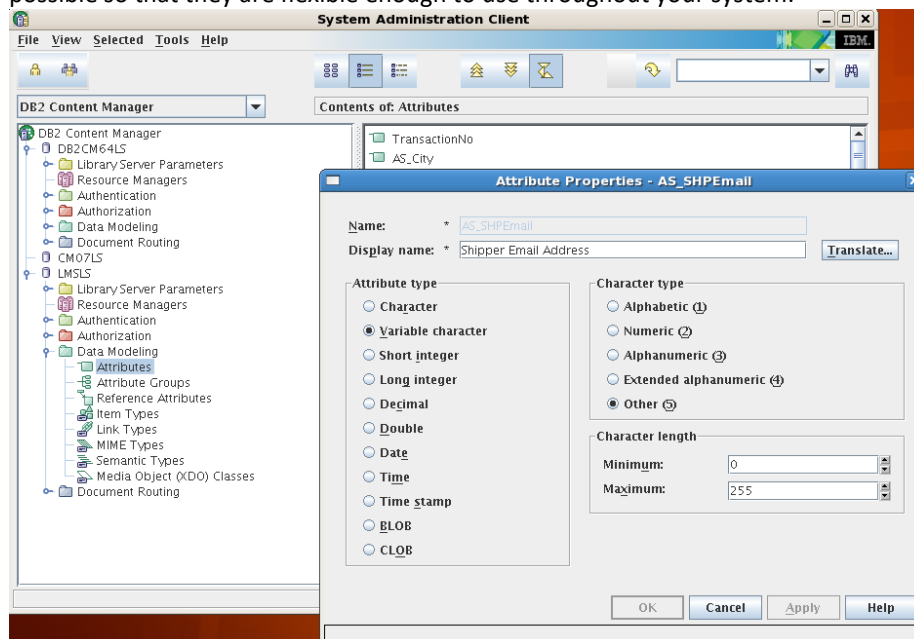 possible so that they are flexible enough to use throughout your system.
System Administration Client
File View Selected Tools Help
IBM.
DB2 Content Manager
Contents of: Attributes
DB2 Content Manager
DB2CM64LS
Library Server Parameters
Resource Managers
Authentication
Authorization
Data Modeling
Document Routing
CM07LS
LMSLS
Library Server Parameters
Resource Managers
Authentication
Authorization
Data Modeling
Attributes
Attribute Groups
Reference Attributes
Item Types
Link Types
MIME Types
Semantic Types
Media Object (XDO) Classes
Document Routing
TransactionNo
AS_City
Attribute Properties - AS_SHPEmail
Name: * AS_SHPEmail
Display name: * Shipper Email Address Translate...
Attribute type
Character
Variable character
Short integer
Long integer
Decimal
Double
Date
Time
Time stamp
BLOB
CLOB
Character type
Alphabetic (1)
Numeric (2)
Alphanumeric (3)
Extended alphanumeric (4)
Other (5)
Character length
Minimum: 0
Maximum: 255
OK Cancel Apply Help